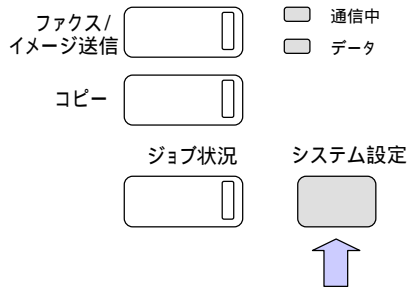 ファクス/
イメージ送信
通信中
データ
コピー
ジョブ状況
システム設定